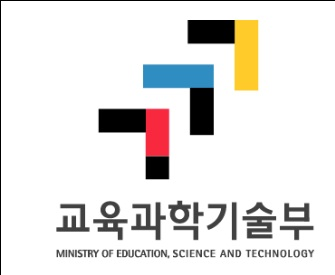 교육과학기술부
MINISTRY OF EDUCATION, SCIENCE AND TECHNOLOGY